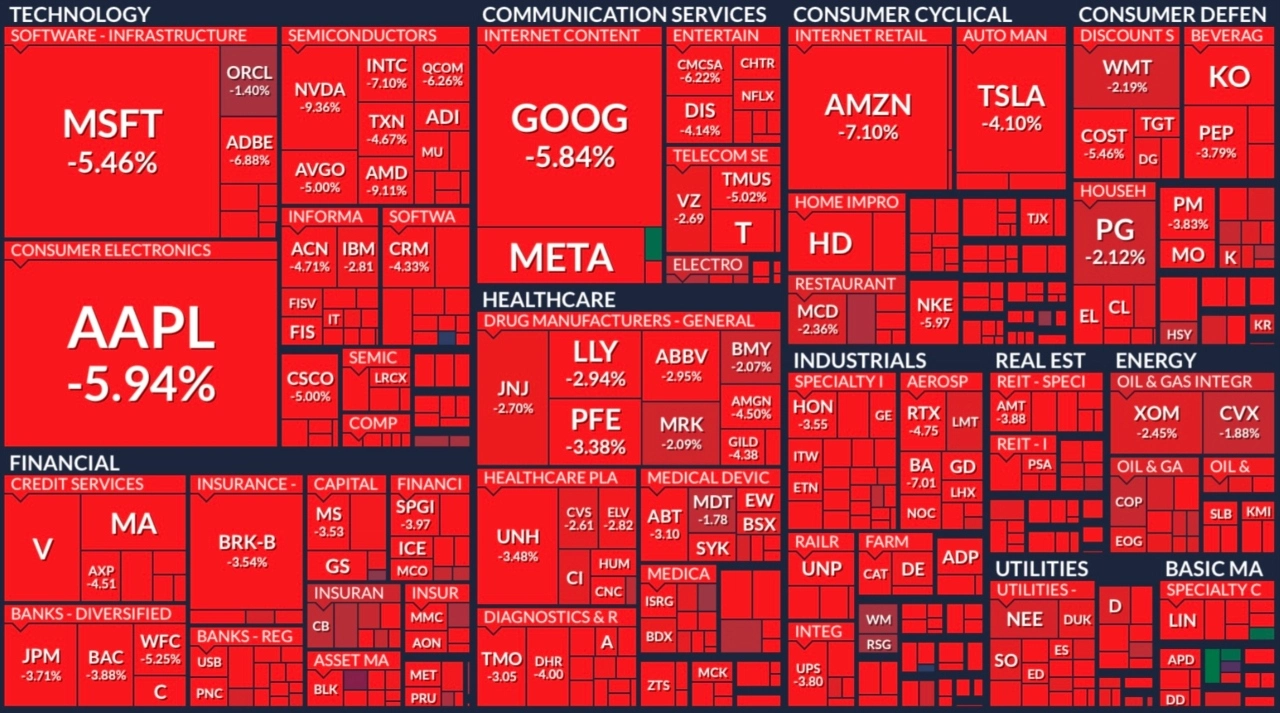 TECHNOLOGY
SOFTWARE - INFRASTRUCTURE
MSFT
-5.46%
ORCL
-1.40%
ADBE
-6.88%
SEMICONDUCTORS
NVDA
-9.36%
INTC
-7.10%
QCOM
-6.26%
TXN
-4.67%
ADI
AVGO
-5.00%
AMD
-9.11%
MU
CONSUMER ELECTRONICS
AAPL
-5.94%
INFORMA
ACN
-4.71%
IBM
-2.81
FISV
IT
FIS
SOFTWA
CRM
-4.33%
CSCO
-5.00%
SEMIC
LRCX
COMP
COMMUNICATION SERVICES
INTERNET CONTENT
GOOG
-5.84%
META
ENTERTAIN
CMCSA
-6.22%
CHTR
DIS
-4.14%
NFLX
TELECOM SE
VZ
-2.69
TMUS
-5.02%
T
ELECTRO
CONSUMER CYCLICAL
INTERNET RETAIL
AMZN
-7.10%
AUTO MAN
TSLA
-4.10%
HOME IMPRO
HD
TJX
RESTAURANT
MCD
-2.36%
NKE
-5.97
CONSUMER DEFEN
DISCOUNT S
WMT
-2.19%
COST
-5.46%
TGT
DG
BEVERAG
KO
PEP
-3.79%
HOUSEH
PG
-2.12%
EL
CL
PM
-3.83%
MO
K
HSY
KR
HEALTHCARE
DRUG MANUFACTURERS - GENERAL
JNJ
-2.70%
LLY
-2.94%
ABBV
-2.95%
BMY
-2.07%
PFE
-3.38%
MRK
-2.09%
AMGN
-4.50%
GILD
-4.38
HEALTHCARE PLA
UNH
-3.48%
CVS
-2.61
ELV
-2.82
CI
HUM
CNC
MEDICAL DEVIC
ABT
-3.10
MDT
-1.78
EW
BSX
SYK
MEDICA
ISRG
BDX
DIAGNOSTICS & R
TMO
-3.05
DHR
-4.00
A
ZTS
MCK
FINANCIAL
CREDIT SERVICES
V
MA
AXP
-4.51
INSURANCE -
BRK-B
-3.54%
CAPITAL
MS
-3.53
GS
FINANCI
SPGI
-3.97
ICE
MCO
BANKS - DIVERSIFIED
JPM
-3.71%
BAC
-3.88%
WFC
-5.25%
C
BANKS - REG
USB
PNC
INSURAN
CB
INSUR
MMC
AON
ASSET MA
BLK
MET
PRU
INDUSTRIALS
SPECIALTY I
HON
-3.55
GE
ITW
ETN
AEROSP
RTX
-4.75
LMT
BA
-7.01
GD
LHX
NOC
RAILR
UNP
FARM
CAT
DE
ADP
WM
RSG
INTEG
UPS
-3.80
REAL EST
REIT - SPECI
AMT
-3.88
REIT - I
PSA
ENERGY
OIL & GAS INTEGR
XOM
-2.45%
CVX
-1.88%
OIL & GA
COP
EOG
OIL &
SLB
KMI
UTILITIES
UTILITIES -
NEE
DUK
SO
ES
ED
D
BASIC MA
SPECIALTY C
LIN
APD
DD